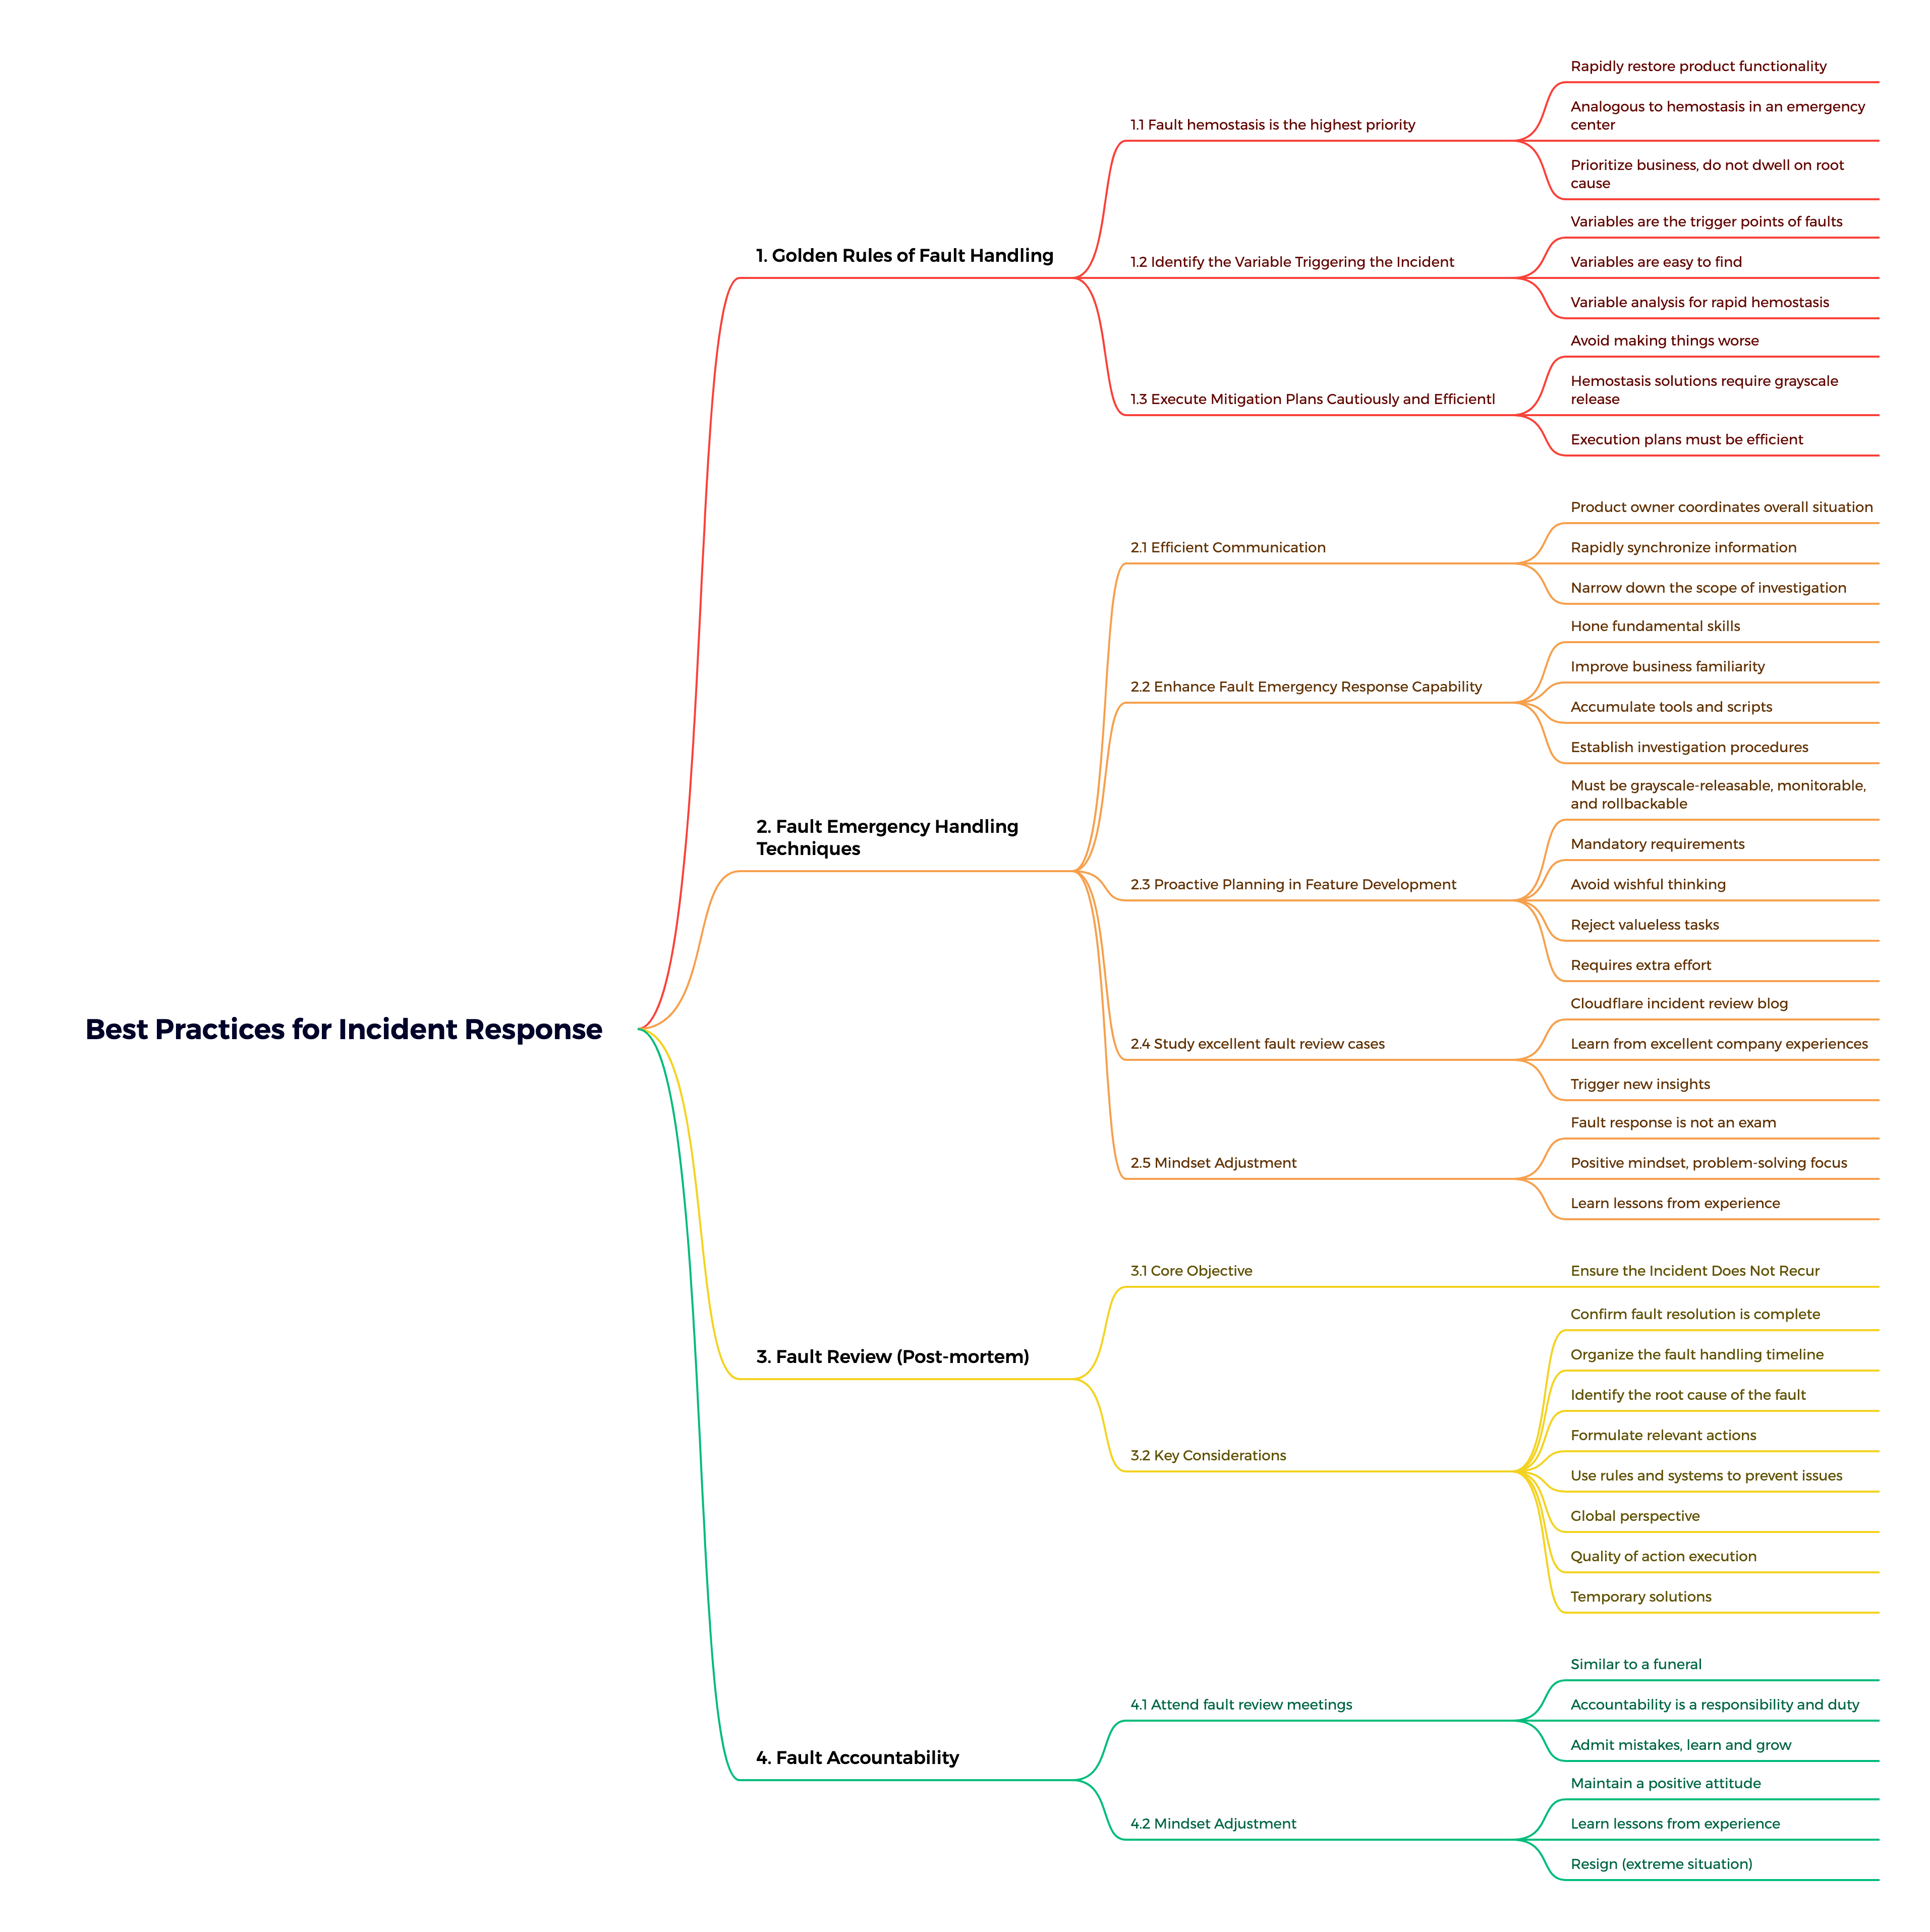 Best Practices for Incident Response
1. Golden Rules of Fault Handling
1.1 Fault hemostasis is the highest priority
Rapidly restore product functionality
Analogous to hemostasis in an emergency
center
Prioritize business, do not dwell on root
cause
1.2 Identify the Variable Triggering the Incident
Variables are the trigger points of faults
Variables are easy to find
Variable analysis for rapid hemostasis
1.3 Execute Mitigation Plans Cautiously and Efficientl
Avoid making things worse
Hemostasis solutions require grayscale
release
Execution plans must be efficient
2. Fault Emergency Handling
Techniques
2.1 Efficient Communication
Product owner coordinates overall situation
Rapidly synchronize information
Narrow down the scope of investigation
2.2 Enhance Fault Emergency Response Capability
Hone fundamental skills
Improve business familiarity
Accumulate tools and scripts
Establish investigation procedures
2.3 Proactive Planning in Feature Development
Must be grayscale-releasable, monitorable,
and rollbackable
Mandatory requirements
Avoid wishful thinking
Reject valueless tasks
Requires extra effort
2.4 Study excellent fault review cases
Cloudflare incident review blog
Learn from excellent company experiences
Trigger new insights
2.5 Mindset Adjustment
Fault response is not an exam
Positive mindset, problem-solving focus
Learn lessons from experience
3. Fault Review (Post-mortem)
3.1 Core Objective
Ensure the Incident Does Not Recur
3.2 Key Considerations
Confirm fault resolution is complete
Organize the fault handling timeline
Identify the root cause of the fault
Formulate relevant actions
Use rules and systems to prevent issues
Global perspective
Quality of action execution
Temporary solutions
4. Fault Accountability
4.1 Attend fault review meetings
Similar to a funeral
Accountability is a responsibility and duty
Admit mistakes, learn and grow
4.2 Mindset Adjustment
Maintain a positive attitude
Learn lessons from experience
Resign (extreme situation)